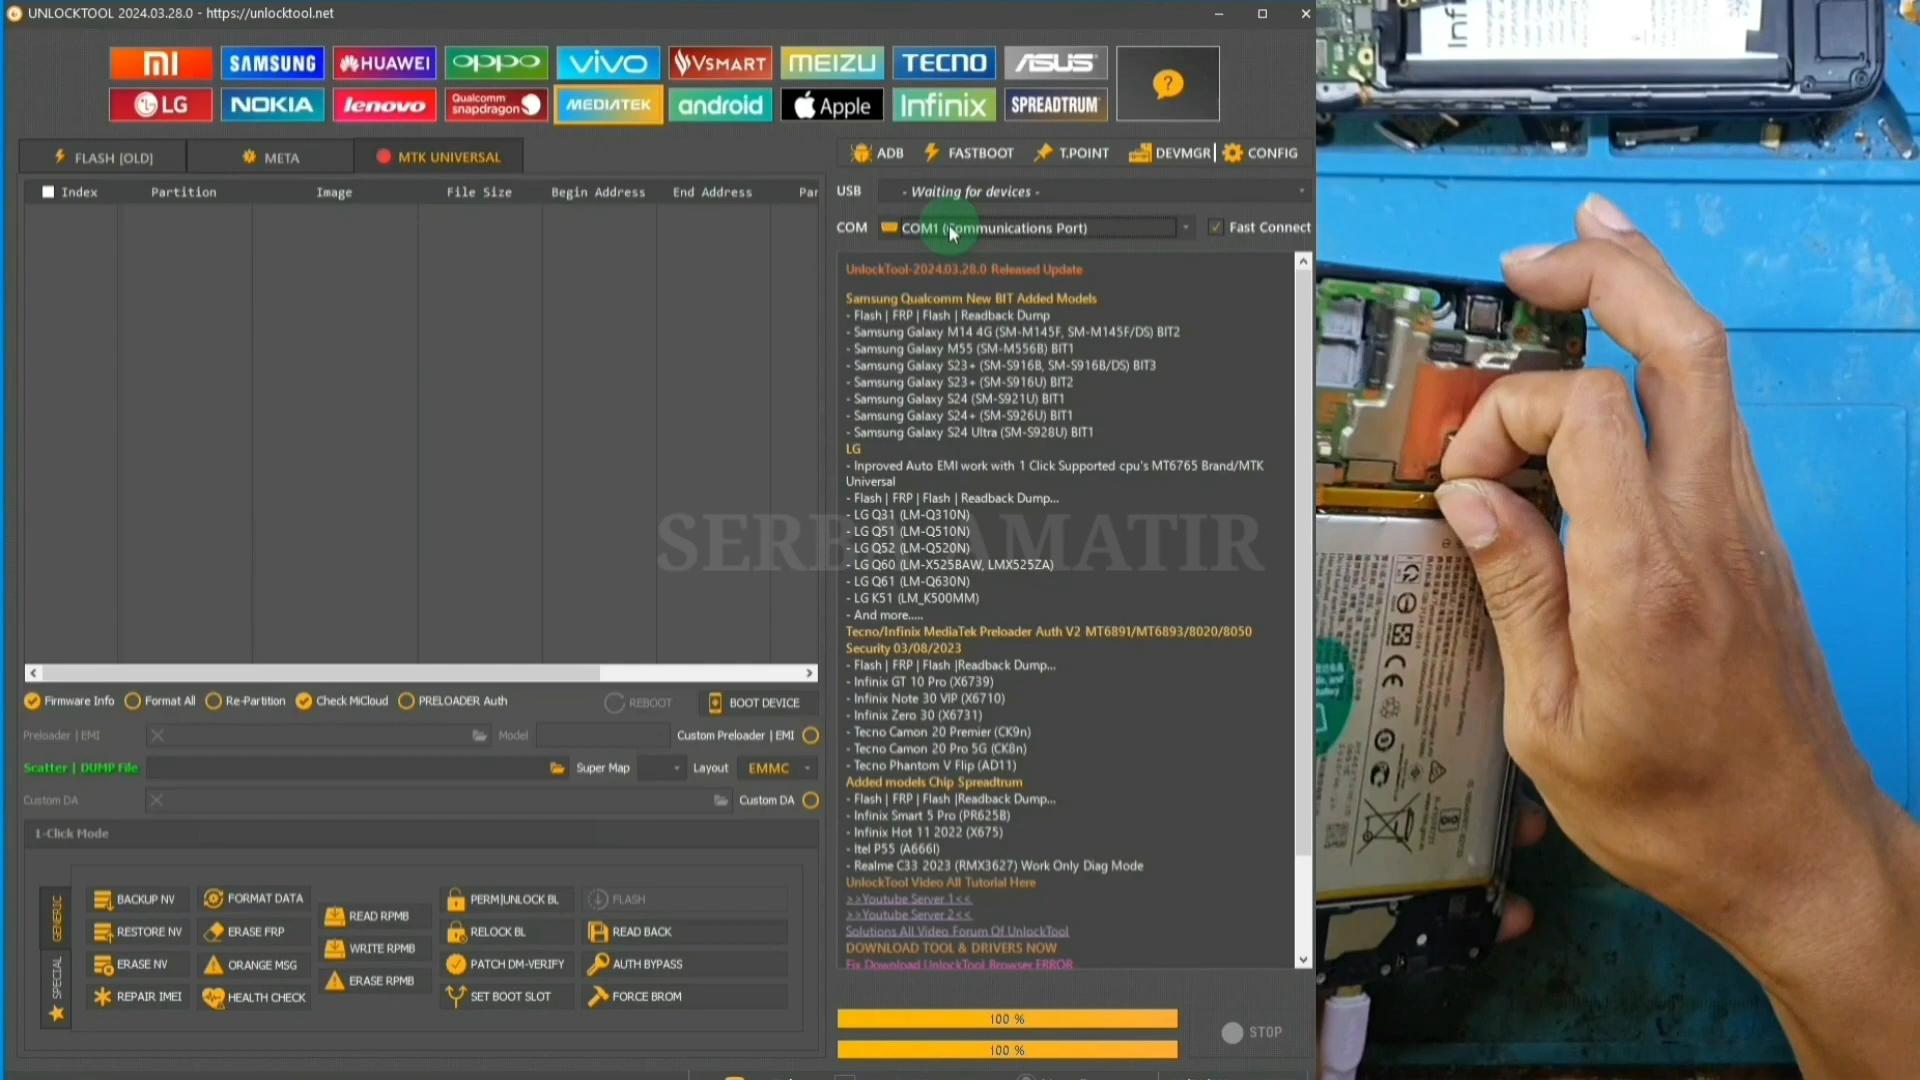 UNLOCKTOOL 2024.03.28.0 - https://unlocktool.net
mi SAMSUNG HUAWEI oppo vivo VSMART MEIZU TECNO ASUS
LG NOKIA lenovo Qualcomm snapdragon MEDIATEK android Apple Infinix SPREADTRUM ?
FLASH [OLD] META MTK UNIVERSAL
ADB FASTBOOT T.POINT DEVMGR CONFIG
Index Partition Image File Size Begin Address End Address Par
USB - Waiting for devices -
COM COM1 (Communications Port) Fast Connect
UnlockTool-2024.03.28.0 Released Update
Samsung Qualcomm New BIT Added Models
- Flash | FRP | Flash | Readback Dump
- Samsung Galaxy M14 4G (SM-M145F, SM-M145F/DS) BIT2
- Samsung Galaxy M55 (SM-M556B) BIT1
- Samsung Galaxy S23+ (SM-S916B, SM-S916B/DS) BIT3
- Samsung Galaxy S23+ (SM-S916U) BIT2
- Samsung Galaxy S24 (SM-S921U) BIT1
- Samsung Galaxy S24+ (SM-S926U) BIT1
- Samsung Galaxy S24 Ultra (SM-S928U) BIT1
LG
- Inproved Auto EMI work with 1 Click Supported cpu's MT6765 Brand/MTK
Universal
- Flash | FRP | Flash | Readback Dump...
- LG Q31 (LM-Q310N)
- LG Q51 (LM-Q510N)
- LG Q52 (LM-Q520N)
- LG Q60 (LM-X525BAW, LMX525ZA)
- LG Q61 (LM-Q630N)
- LG K51 (LM_K500MM)
- And more.....
Tecno/Infinix MediaTek Preloader Auth V2 MT6891/MT6893/8020/8050
Security 03/08/2023
- Flash | FRP | Flash |Readback Dump...
- Infinix GT 10 Pro (X6739)
- Infinix Note 30 VIP (X6710)
- Infinix Zero 30 (X6731)
- Tecno Camon 20 Premier (CK9n)
- Tecno Camon 20 Pro 5G (CK8n)
- Tecno Phantom V Flip (AD11)
Added models Chip Spreadtrum
- Flash | FRP | Flash |Readback Dump...
- Infinix Smart 5 Pro (PR625B)
- Infinix Hot 11 2022 (X675)
- Itel P55 (A666l)
- Realme C33 2023 (RMX3627) Work Only Diag Mode
UnlockTool Video All Tutorial Here
>>Youtube Server 1<<
>>Youtube Server 2<<
Solutions All Video Forum Of UnlockTool
DOWNLOAD TOOL & DRIVERS NOW
Fix Download UnlockTool Browser ERROR
Firmware Info Format All Re-Partition Check MiCloud PRELOADER Auth REBOOT BOOT DEVICE
Preloader | EMI Model Custom Preloader | EMI
Scatter | DUMP File Super Map Layout EMMC
Custom DA Custom DA
1-Click Mode
GENERIC
SPECIAL
BACKUP NV FORMAT DATA READ RPMB PERM|UNLOCK BL FLASH
RESTORE NV ERASE FRP WRITE RPMB RELOCK BL READ BACK
ERASE NV ORANGE MSG ERASE RPMB PATCH DM-VERIFY AUTH BYPASS
REPAIR IMEI HEALTH CHECK SET BOOT SLOT FORCE BROM
100 %
100 %
STOP
Infi